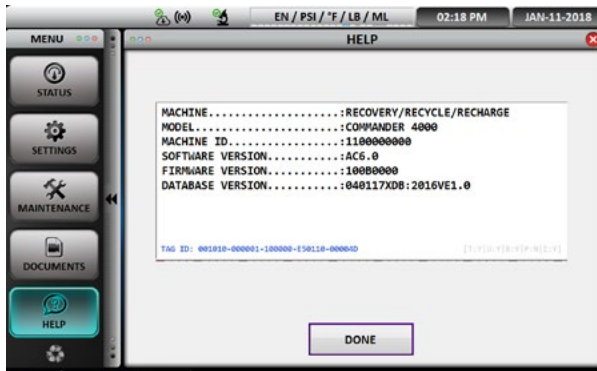 EN / PSI / °F / LB / ML 02:18 PM JAN-11-2018
MENU
HELP
STATUS
SETTINGS
MAINTENANCE
DOCUMENTS
HELP
MACHINE.....................:RECOVERY/RECYCLE/RECHARGE
MODEL.......................:COMMANDER 4000
MACHINE ID..................:1100000000
SOFTWARE VERSION............:AC6.0
FIRMWARE VERSION............:100B0000
DATABASE VERSION............:040117XDB:2016VE1.0
TAG ID: 001010-000001-100000-E50110-00004D
DONE